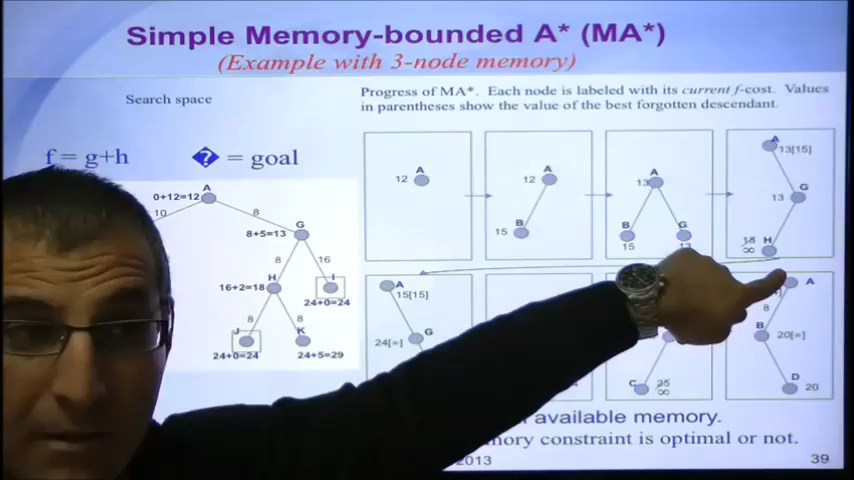 Simple Memory-bounded A* (MA*)
(Example with 3-node memory)
Search space
Progress of MA*. Each node is labeled with its current f-cost. Values
in parentheses show the value of the best forgotten descendant.
f = g+h
? = goal
A
0+12=12
10
8
G
8+5=13
8
16
H
16+2=18
I
24+0=24
8
8
J
K
24+0=24
24+5=29
A
12
A
12
B
15
A
13
B
15
G
13
A
13[15]
G
13
H
∞
A
15[15]
G
24[∞]
C
25
∞
A
8
B
20[∞]
D
20
available memory.
constraint is optimal or not.
2013
39